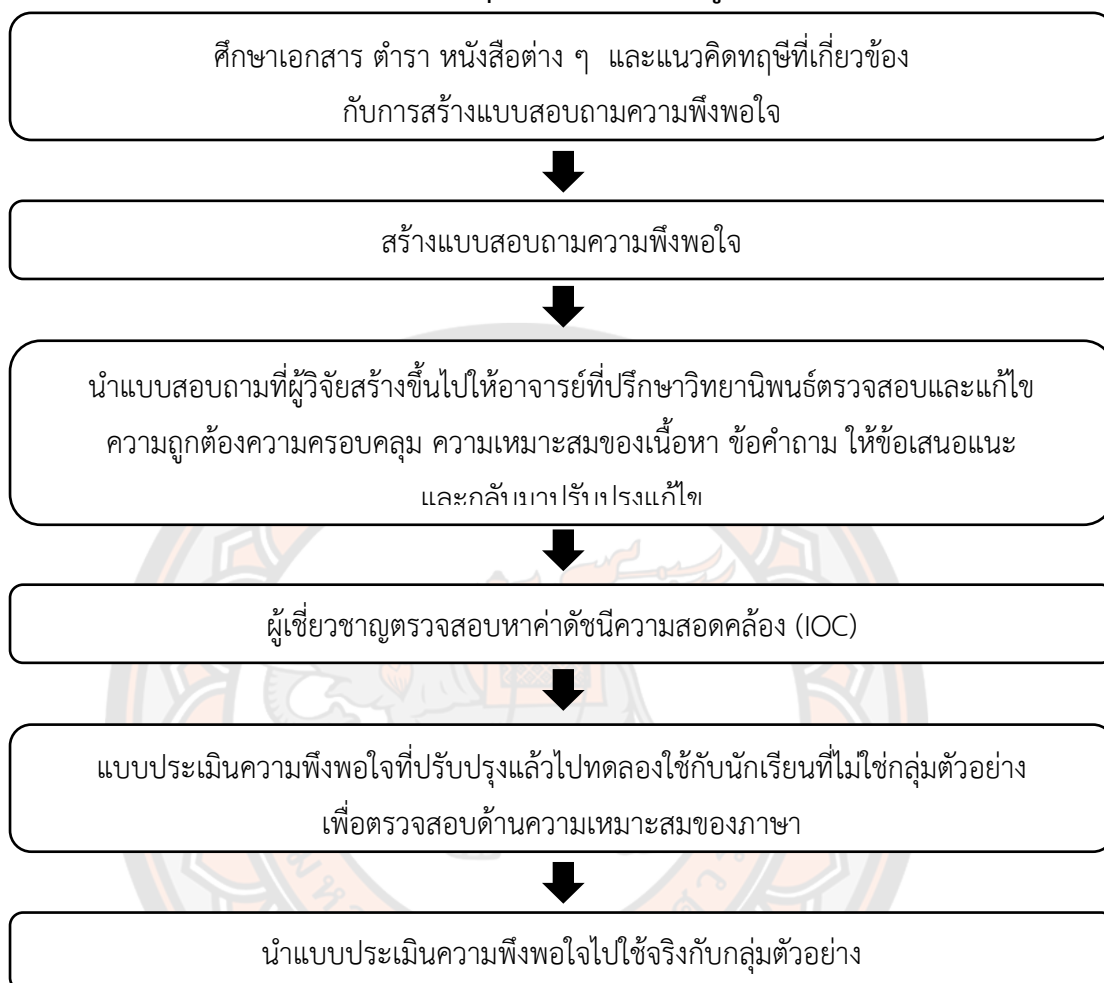 ศึกษาเอกสาร ตำรา หนังสือต่าง ๆ และแนวคิดทฤษฎีที่เกี่ยวข้อง
กับการสร้างแบบสอบถามความพึงพอใจ
สร้างแบบสอบถามความพึงพอใจ
นำแบบสอบถามที่ผู้วิจัยสร้างขึ้นไปให้อาจารย์ที่ปรึกษาวิทยานิพนธ์ตรวจสอบและแก้ไข
ความถูกต้องความครอบคลุม ความเหมาะสมของเนื้อหา ข้อคำถาม ให้ข้อเสนอแนะ
และกลับมาปรับปรุงแก้ไข
ผู้เชี่ยวชาญตรวจสอบหาค่าดัชนีความสอดคล้อง (IOC)
แบบประเมินความพึงพอใจที่ปรับปรุงแล้วไปทดลองใช้กับนักเรียนที่ไม่ใช่กลุ่มตัวอย่าง
เพื่อตรวจสอบด้านความเหมาะสมของภาษา
นำแบบประเมินความพึงพอใจไปใช้จริงกับกลุ่มตัวอย่าง